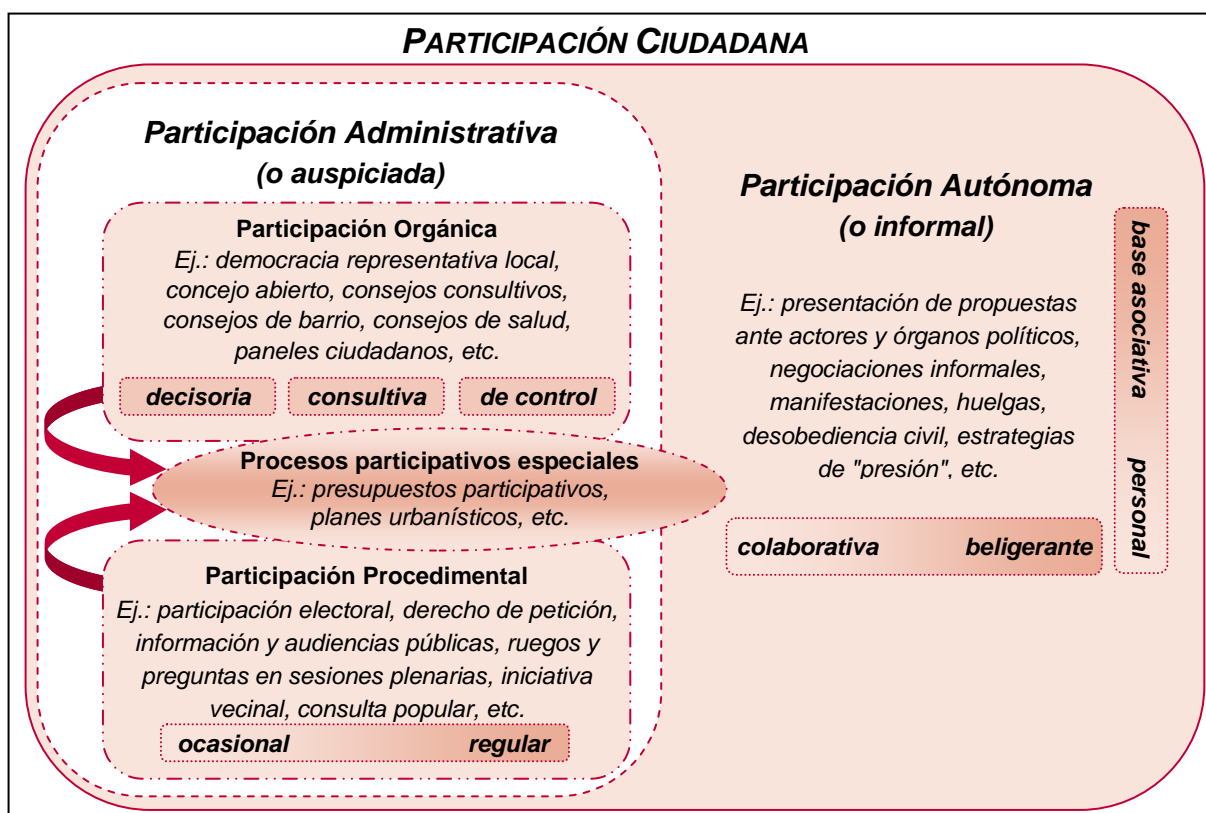 PARTICIPACIÓN CIUDADANA
Participación Administrativa
(o auspiciada)
Participación Orgánica
Ej.: democracia representativa local,
concejo abierto, consejos consultivos,
consejos de barrio, consejos de salud,
paneles ciudadanos, etc.
decisoria
consultiva
de control
Procesos participativos especiales
Ej.: presupuestos participativos,
planes urbanísticos, etc.
Participación Procedimental
Ej.: participación electoral, derecho de petición,
información y audiencias públicas, ruegos y
preguntas en sesiones plenarias, iniciativa
vecinal, consulta popular, etc.
ocasional
regular
Participación Autónoma
(o informal)
Ej.: presentación de propuestas
ante actores y órganos políticos,
negociaciones informales,
manifestaciones, huelgas,
desobediencia civil, estrategias
de "presión", etc.
colaborativa
beligerante
base asociativa
personal